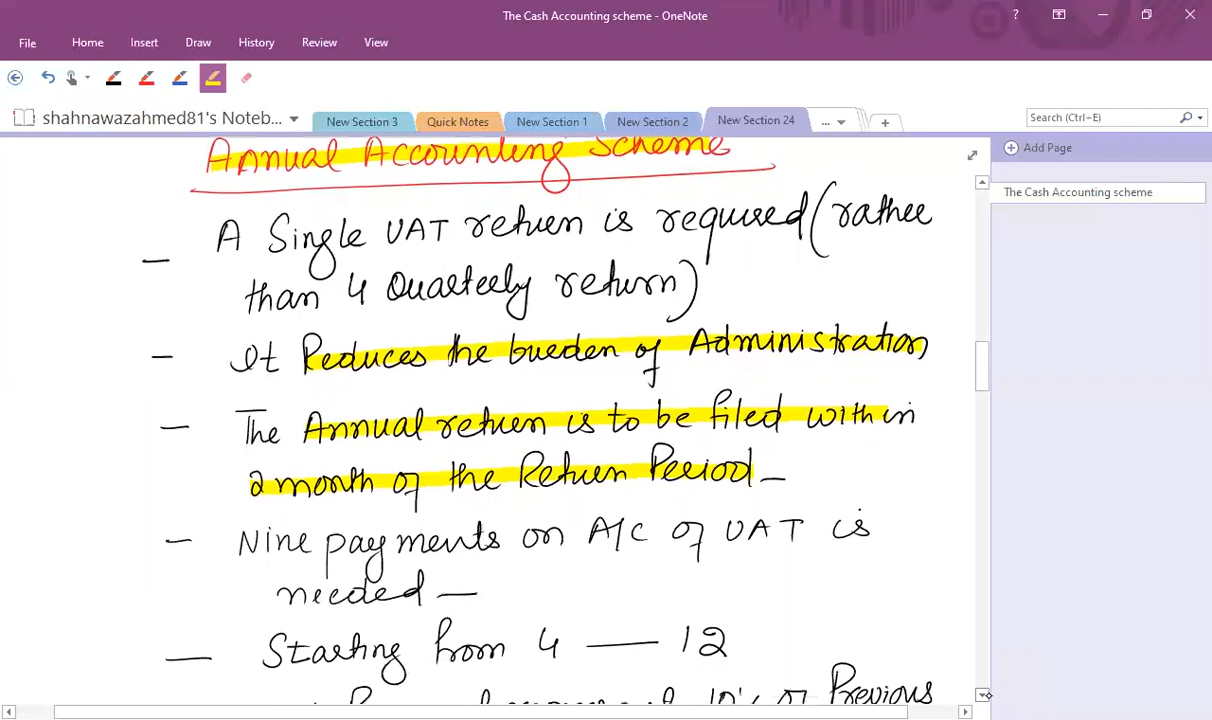 The Cash Accounting scheme - OneNote
?
File Home Insert Draw History Review View
shahnawazahmed81's Noteb... New Section 3 Quick Notes New Section 1 New Section 2 New Section 24 ... + Search (Ctrl+E)
Add Page
The Cash Accounting scheme
Annual Accounting Scheme
- A Single VAT return is required (rather
than 4 Quarterly return)
- It Reduces the burden of Administration
- The Annual return is to be filed within
2 month of the Return Period -
- Nine payments on A/C of VAT is
needed -
- Starting from 4 — 12
10% of Previous